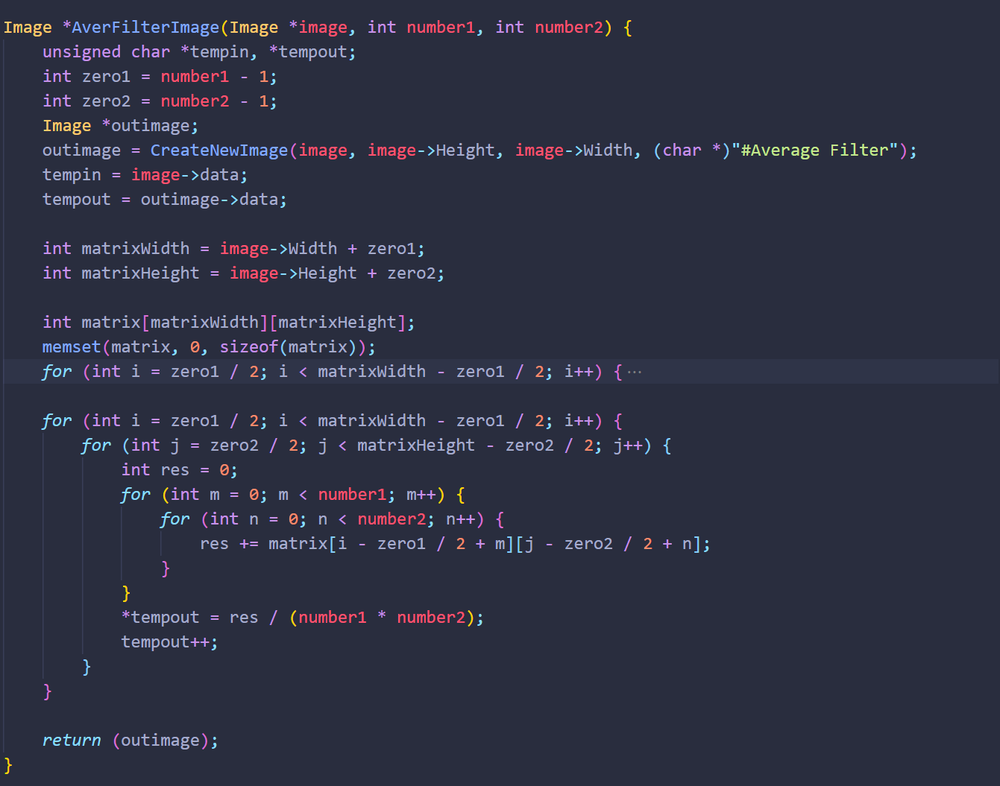 Image *AverFilterImage(Image *image, int number1, int number2) {
    unsigned char *tempin, *tempout;
    int zero1 = number1 - 1;
    int zero2 = number2 - 1;
    Image *outimage;
    outimage = CreateNewImage(image, image->Height, image->Width, (char *)"#Average Filter");
    tempin = image->data;
    tempout = outimage->data;

    int matrixWidth = image->Width + zero1;
    int matrixHeight = image->Height + zero2;

    int matrix[matrixWidth][matrixHeight];
    memset(matrix, 0, sizeof(matrix));
    for (int i = zero1 / 2; i < matrixWidth - zero1 / 2; i++) {···

    for (int i = zero1 / 2; i < matrixWidth - zero1 / 2; i++) {
        for (int j = zero2 / 2; j < matrixHeight - zero2 / 2; j++) {
            int res = 0;
            for (int m = 0; m < number1; m++) {
                for (int n = 0; n < number2; n++) {
                    res += matrix[i - zero1 / 2 + m][j - zero2 / 2 + n];
                }
            }
            *tempout = res / (number1 * number2);
            tempout++;
        }
    }

    return (outimage);
}